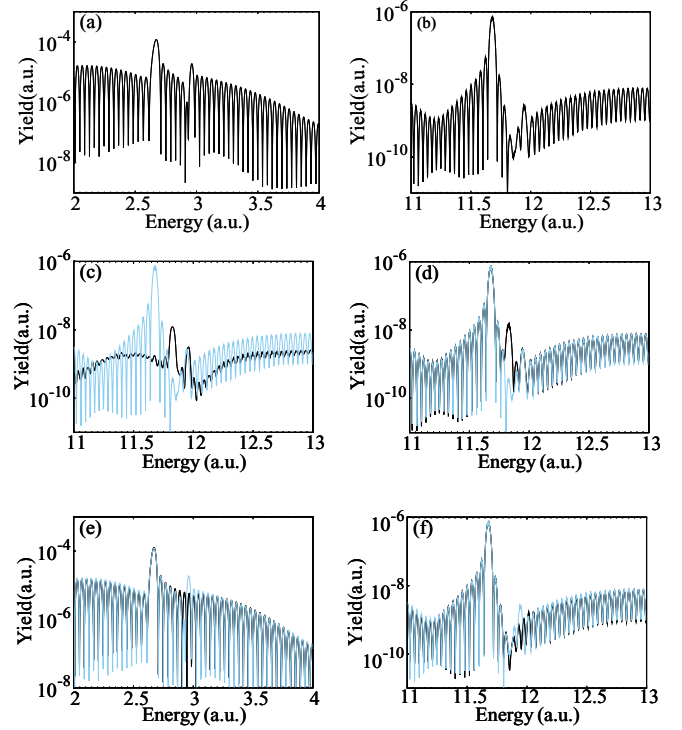 (a)
10^-4
10^-6
10^-8
Yield(a.u.)
2 2.5 3 3.5 4
Energy (a.u.)
(b)
10^-6
10^-8
10^-10
Yield(a.u.)
11 11.5 12 12.5 13
Energy (a.u.)
(c)
10^-6
10^-8
10^-10
Yield(a.u.)
11 11.5 12 12.5 13
Energy (a.u.)
(d)
10^-6
10^-8
10^-10
Yield(a.u.)
11 11.5 12 12.5 13
Energy (a.u.)
(e)
10^-4
10^-6
10^-8
Yield(a.u.)
2 2.5 3 3.5 4
Energy (a.u.)
(f)
10^-6
10^-8
10^-10
Yield(a.u.)
11 11.5 12 12.5 13
Energy (a.u.)